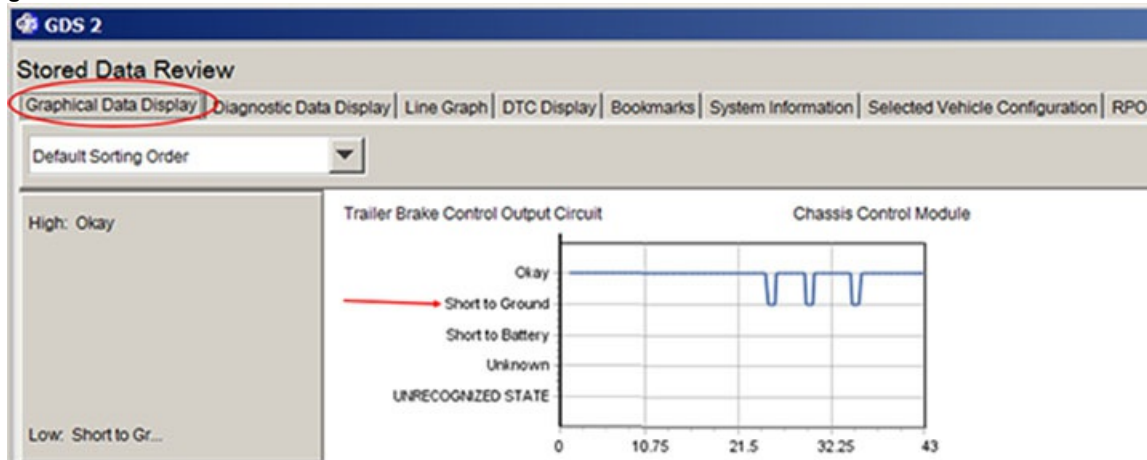 GDS 2
Stored Data Review
Graphical Data Display Diagnostic Data Display Line Graph DTC Display Bookmarks System Information Selected Vehicle Configuration RPO
Default Sorting Order
High: Okay
Trailer Brake Control Output Circuit Chassis Control Module
Okay
Short to Ground
Short to Battery
Unknown
UNRECOGNIZED STATE
Low: Short to Gr...
0 10.75 21.5 32.25 43